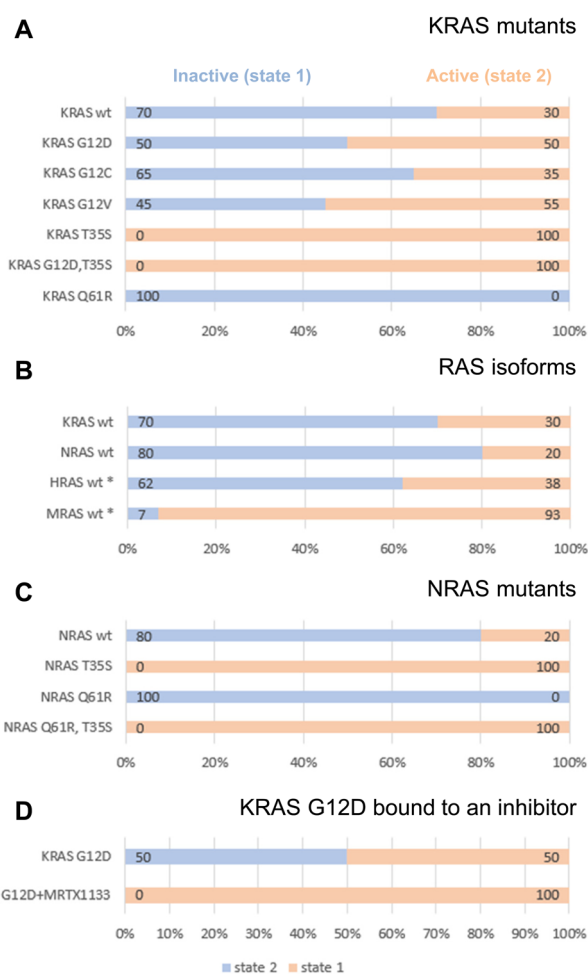 A
KRAS mutants
Inactive (state 1) Active (state 2)
KRAS wt 70 30
KRAS G12D 50 50
KRAS G12C 65 35
KRAS G12V 45 55
KRAS T35S 0 100
KRAS G12D,T35S 0 100
KRAS Q61R 100 0
0% 20% 40% 60% 80% 100%
B
RAS isoforms
KRAS wt 70 30
NRAS wt 80 20
HRAS wt * 62 38
MRAS wt * 7 93
0% 20% 40% 60% 80% 100%
C
NRAS mutants
NRAS wt 80 20
NRAS T35S 0 100
NRAS Q61R 100 0
NRAS Q61R, T35S 0 100
0% 20% 40% 60% 80% 100%
D
KRAS G12D bound to an inhibitor
KRAS G12D 50 50
G12D+MRTX1133 0 100
0% 10% 20% 30% 40% 50% 60% 70% 80% 90% 100%
state 2 state 1